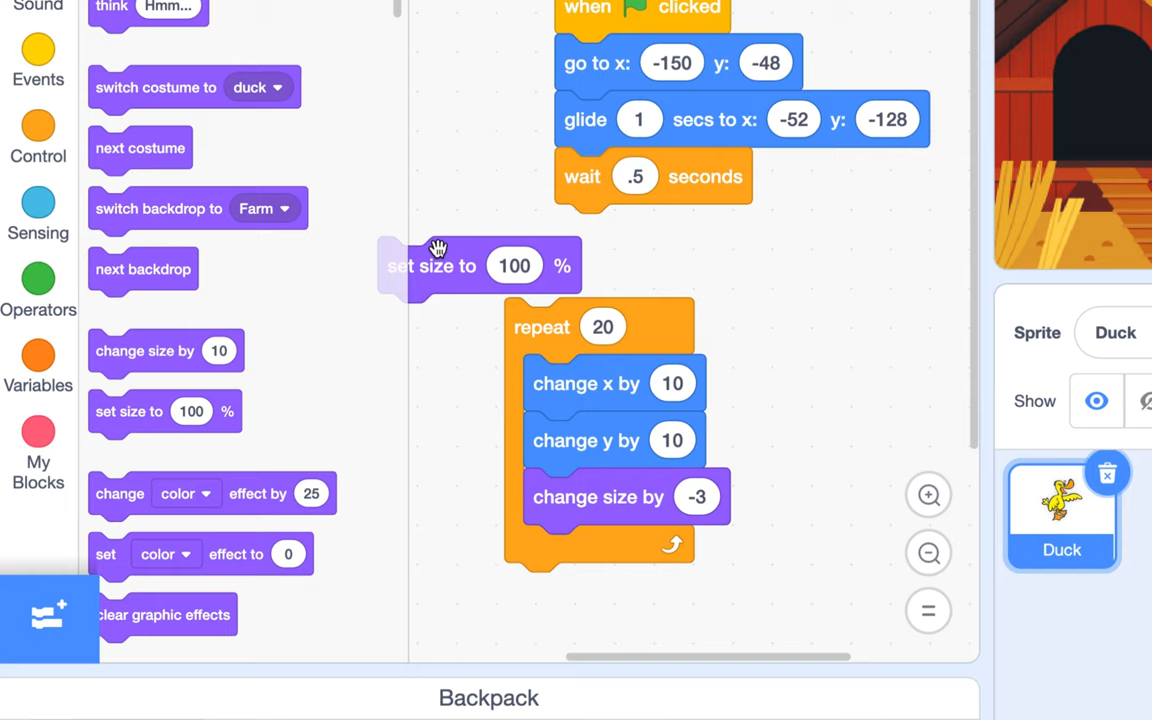 Sound
Events
Control
Sensing
Operators
Variables
My
Blocks
think Hmm...
switch costume to duck
next costume
switch backdrop to Farm
next backdrop
change size by 10
set size to 100 %
change color effect by 25
set color effect to 0
clear graphic effects
when clicked
go to x: -150 y: -48
glide 1 secs to x: -52 y: -128
wait .5 seconds
set size to 100 %
repeat 20
change x by 10
change y by 10
change size by -3
Backpack
Sprite Duck
Show
Duck